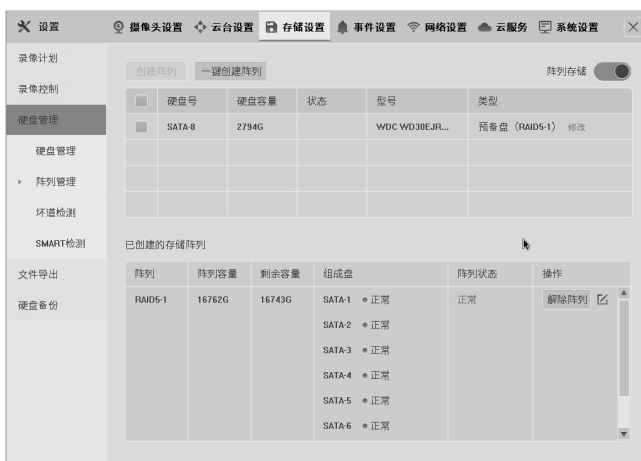 设置
摄像头设置 云台设置 存储设置 事件设置 网络设置 云服务 系统设置
录像计划
录像控制
硬盘管理
硬盘管理
阵列管理
坏道检测
SMART检测
文件导出
硬盘备份
创建阵列 一键创建阵列 阵列存储
硬盘号 硬盘容量 状态 型号 类型
SATA-8 2794G WDC WD30EJR... 预备盘（RAID5-1） 修改
已创建的存储阵列
阵列 阵列容量 剩余容量 组成盘 阵列状态 操作
RAID5-1 16762G 16743G SATA-1 正常 正常 解除阵列
SATA-2 正常
SATA-3 正常
SATA-4 正常
SATA-5 正常
SATA-6 正常